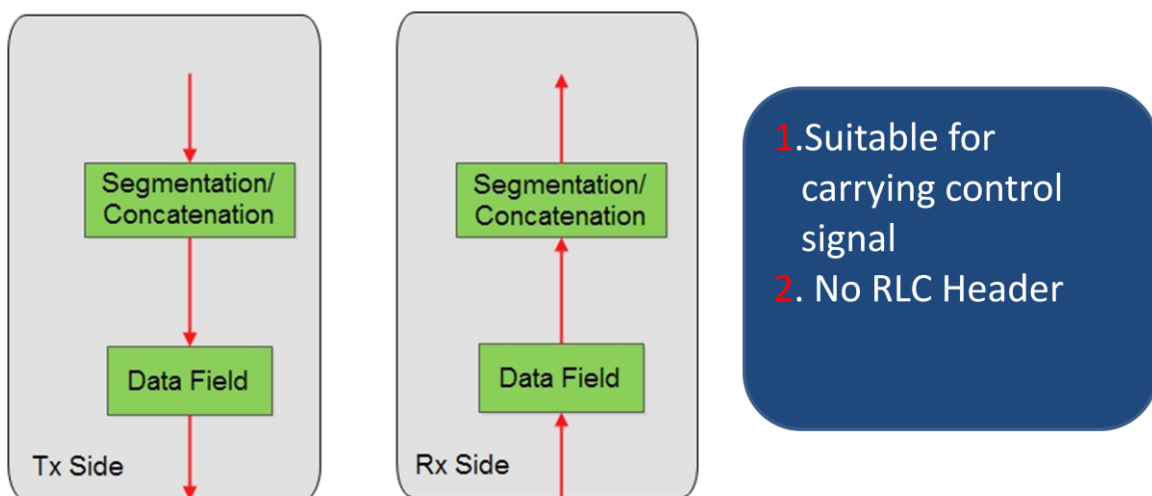 Segmentation/
Concatenation
Data Field
Tx Side
Segmentation/
Concatenation
Data Field
Rx Side
1.Suitable for
carrying control
signal
2. No RLC Header